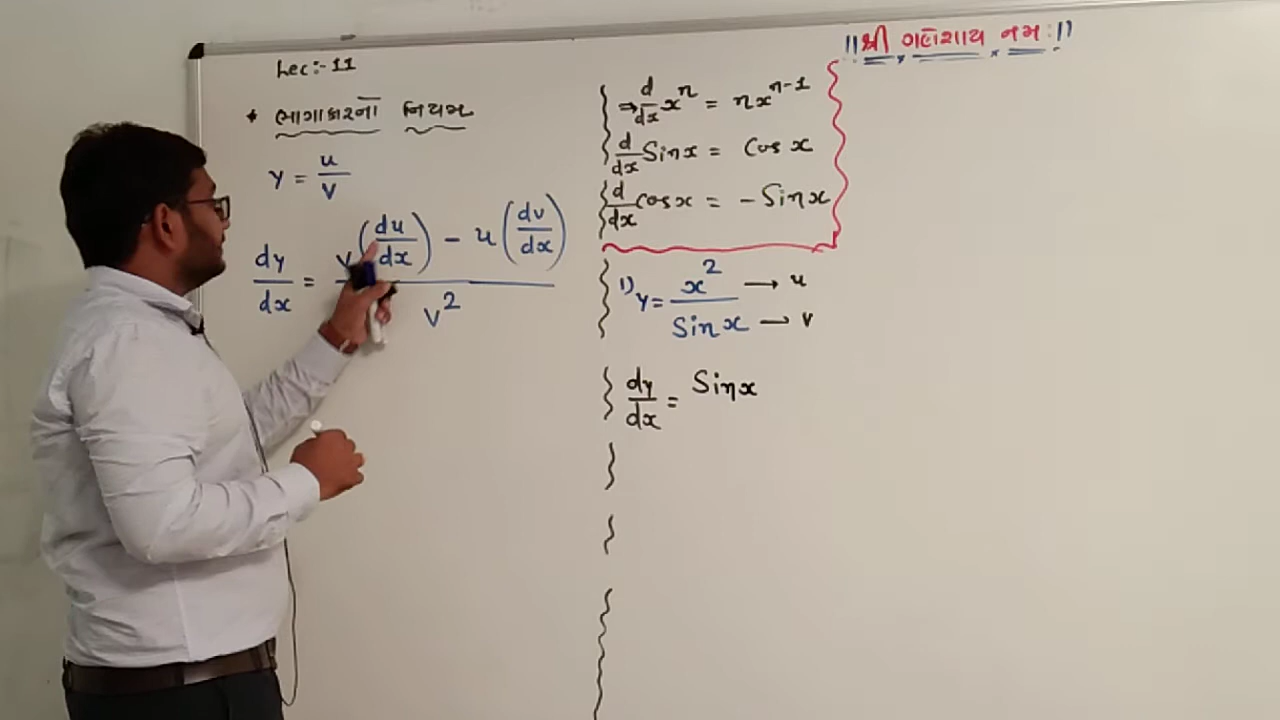 ॥ श्री ગણેશાય નમઃ ॥
Lec:- 11
* ભાગાકારનો નિયમ
y = u/v
dy/dx = (v(du/dx) - u(dv/dx))/v²
⇒ d/dx xⁿ = nxⁿ⁻¹
d/dx Sinx = Cos x
d/dx cosx = - Sinx
1) y = x²/Sinx → u → v
dy/dx = Sinx